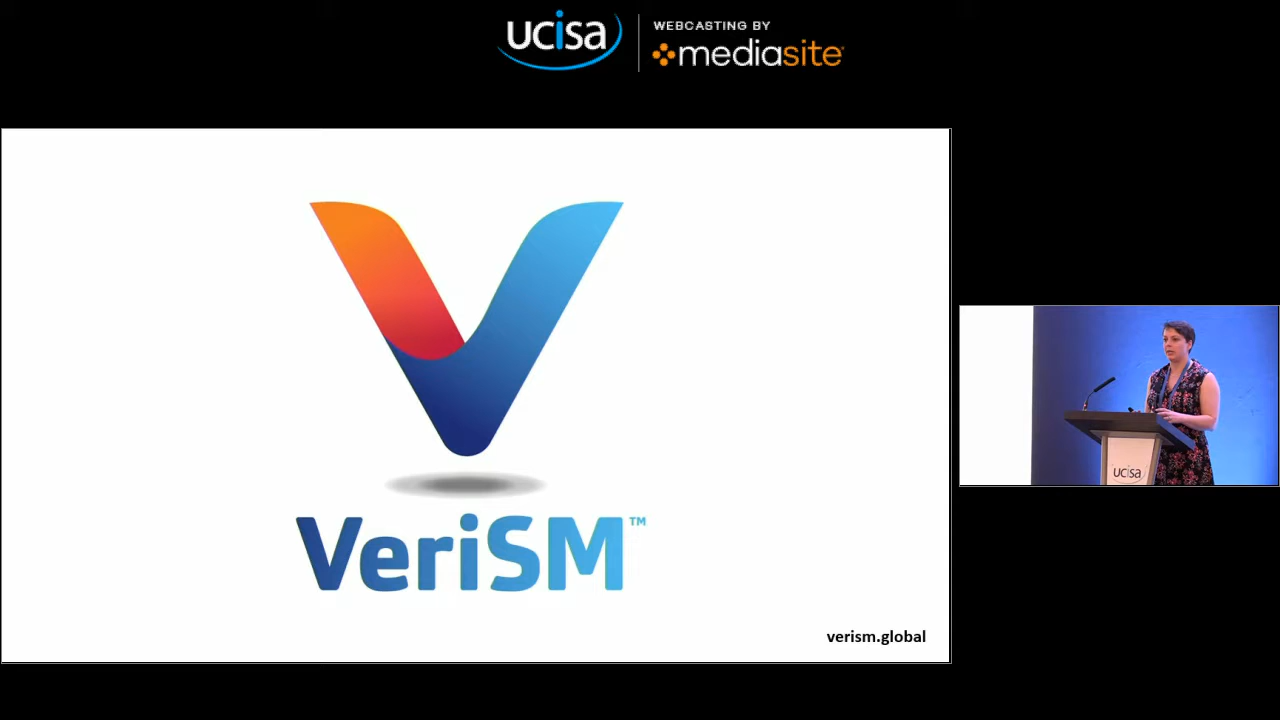 ucisa
WEBCASTING BY
mediasite
VeriSM™
verism.global
ucisa